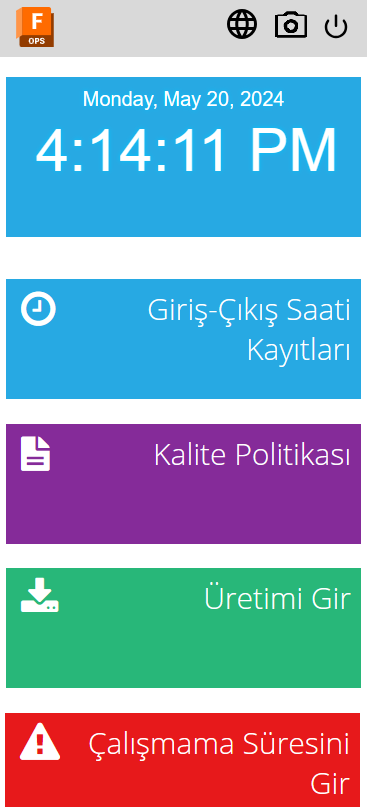 F
OPS
Monday, May 20, 2024
4:14:11 PM
Giriş-Çıkış Saati
Kayıtları
Kalite Politikası
Üretimi Gir
Çalışmama Süresini
Gir